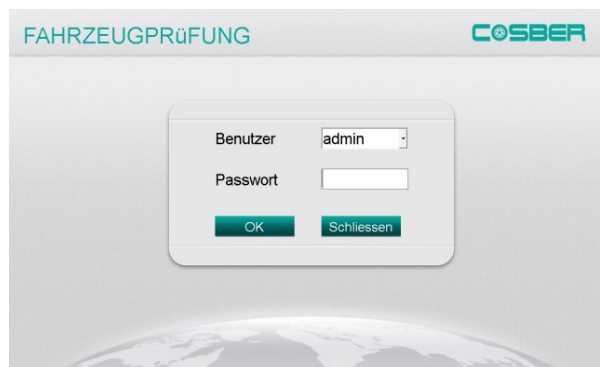 FAHRZEUGPRüFUNG COSBER
Benutzer admin
Passwort
OK Schliessen